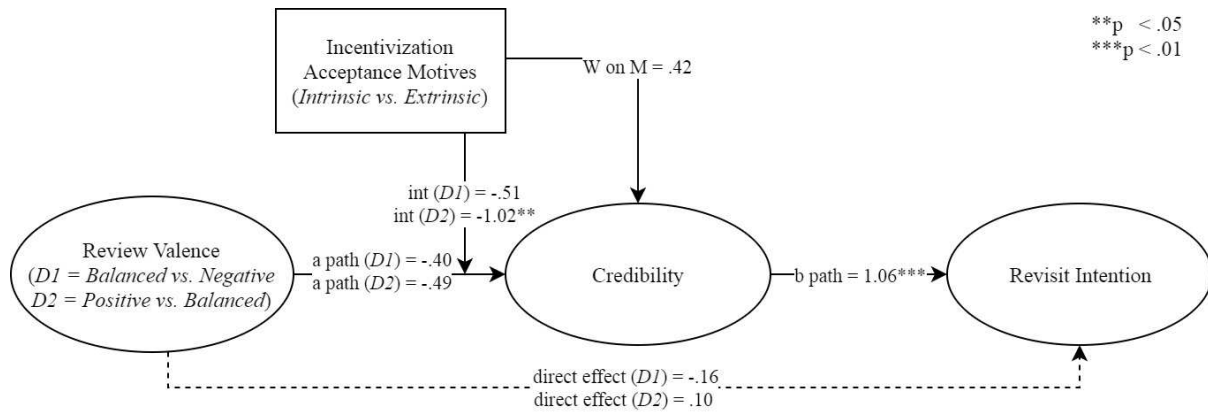 Incentivization
Acceptance Motives
(Intrinsic vs. Extrinsic)
**p < .05
***p < .01
W on M = .42
int (D1) = -.51
int (D2) = -1.02**
Review Valence
(D1 = Balanced vs. Negative
D2 = Positive vs. Balanced)
a path (D1) = -.40
a path (D2) = -.49
Credibility
b path = 1.06***
Revisit Intention
direct effect (D1) = -.16
direct effect (D2) = .10